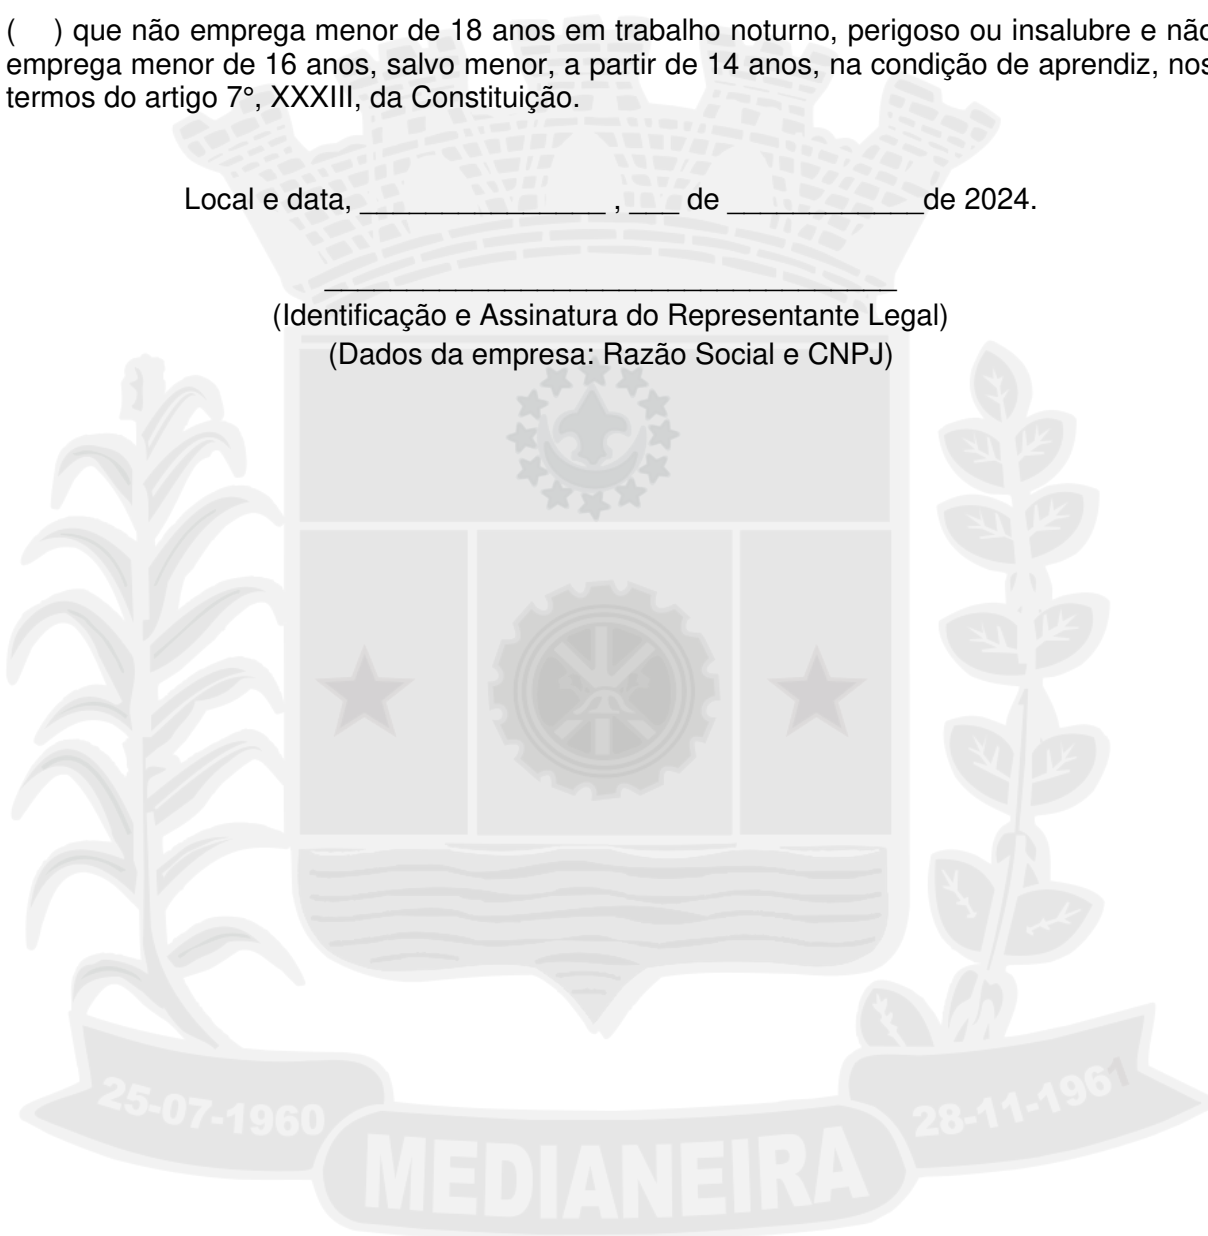 (    ) que não emprega menor de 18 anos em trabalho noturno, perigoso ou insalubre e não
emprega menor de 16 anos, salvo menor, a partir de 14 anos, na condição de aprendiz, nos
termos do artigo 7°, XXXIII, da Constituição.
Local e data, _______________ , ___ de ____________de 2024.
___________________________________
(Identificação e Assinatura do Representante Legal)
(Dados da empresa: Razão Social e CNPJ)
25-07-1960
28-11-1961
MEDIANEIRA